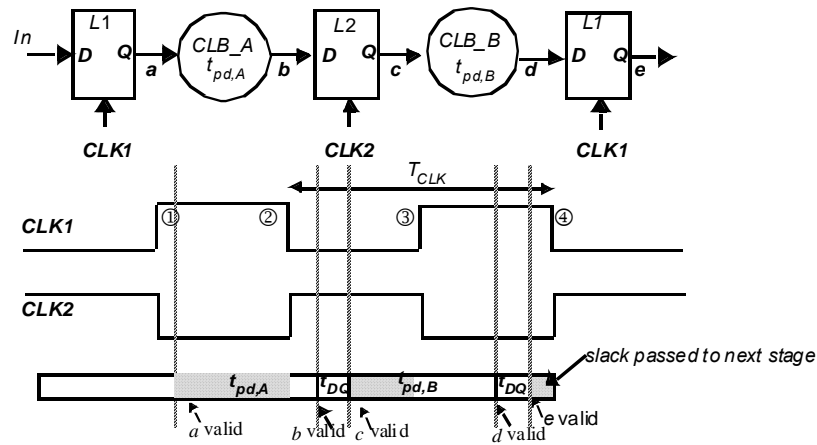 L1 L2 L1
In D Q a CLB_A t_pd,A b D Q c CLB_B t_pd,B d D Q e
CLK1 CLK2 CLK1
T_CLK
CLK1 ① ② ③ ④
CLK2
slack passed to next stage
t_pd,A t_DQ t_pd,B t_DQ
a valid b valid c valid d valid e valid